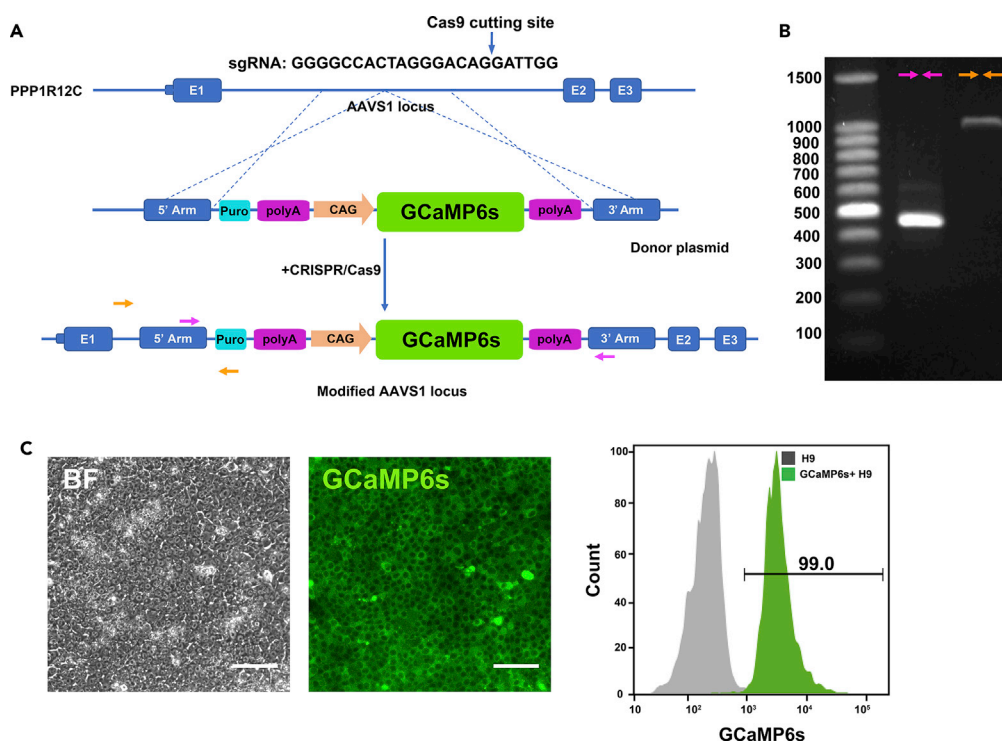 A
Cas9 cutting site
sgRNA: GGGGCCACTAGGGACAGGATTGG
PPP1R12C
E1
E2
E3
AAVS1 locus
5' Arm
Puro
polyA
CAG
GCaMP6s
polyA
3' Arm
Donor plasmid
+CRISPR/Cas9
E1
5' Arm
Puro
polyA
CAG
GCaMP6s
polyA
3' Arm
E2
E3
Modified AAVS1 locus
B
1500
1000
900
800
700
600
500
400
300
200
100
C
BF
GCaMP6s
100
80
60
40
20
0
Count
H9
GCaMP6s+ H9
99.0
10
10²
10³
10⁴
10⁵
GCaMP6s